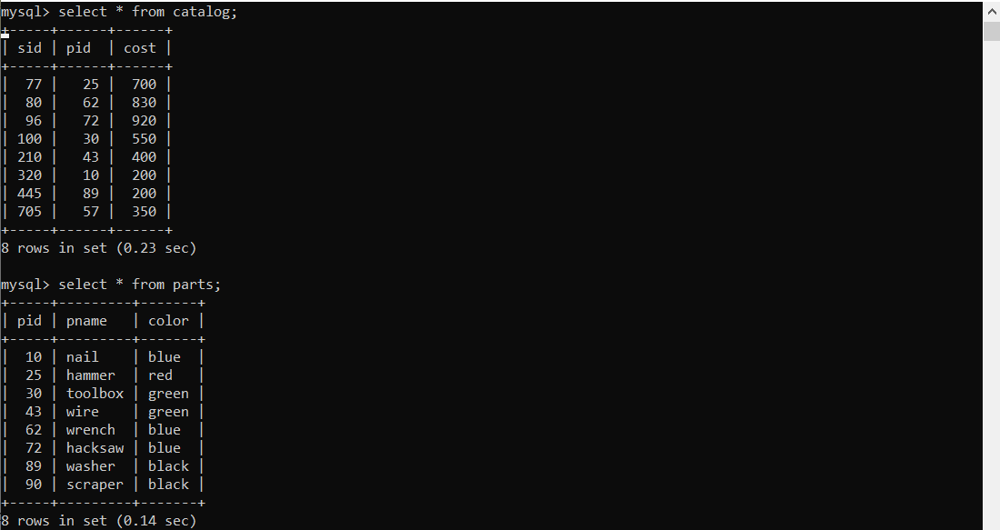 mysql> select * from catalog;
+-----+------+------+
| sid | pid  | cost |
+-----+------+------+
|  77 |   25 |  700 |
|  80 |   62 |  830 |
|  96 |   72 |  920 |
| 100 |   30 |  550 |
| 210 |   43 |  400 |
| 320 |   10 |  200 |
| 445 |   89 |  200 |
| 705 |   57 |  350 |
+-----+------+------+
8 rows in set (0.23 sec)

mysql> select * from parts;
+-----+---------+-------+
| pid | pname   | color |
+-----+---------+-------+
|  10 | nail    | blue  |
|  25 | hammer  | red   |
|  30 | toolbox | green |
|  43 | wire    | green |
|  62 | wrench  | blue  |
|  72 | hacksaw | blue  |
|  89 | washer  | black |
|  90 | scraper | black |
+-----+---------+-------+
8 rows in set (0.14 sec)